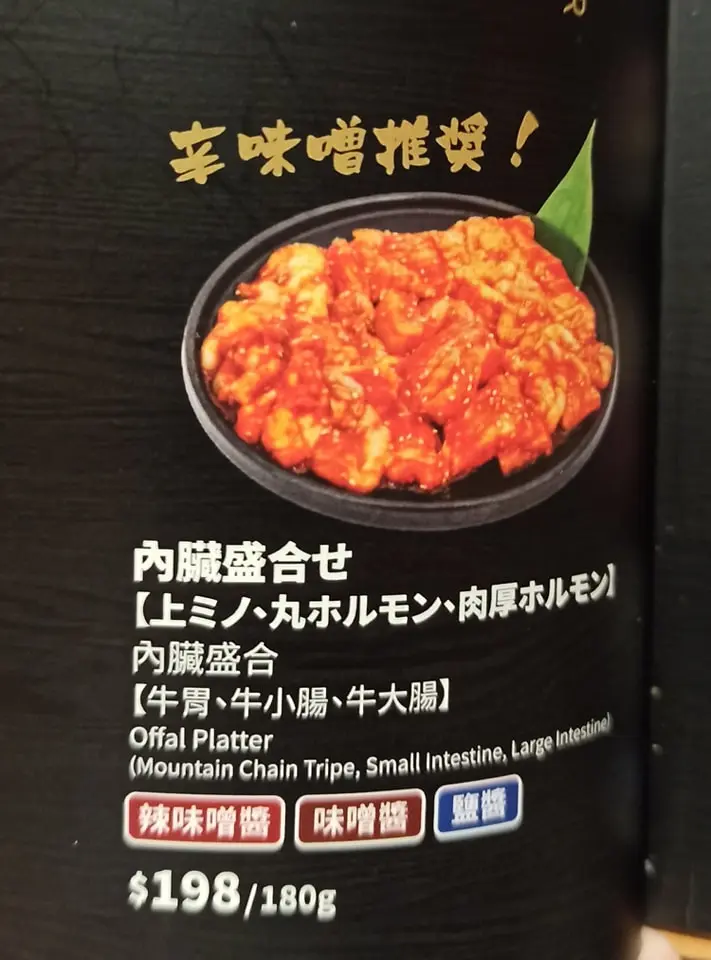 辛味噌推奨!
內臟盛合せ
【上ミノ、丸ホルモン、肉厚ホルモン】
內臟盛合
【牛胃、牛小腸、牛大腸】
Offal Platter
(Mountain Chain Tripe, Small Intestine, Large Intestine)
辣味噌醬 味噌醬 鹽醬
$198/180g